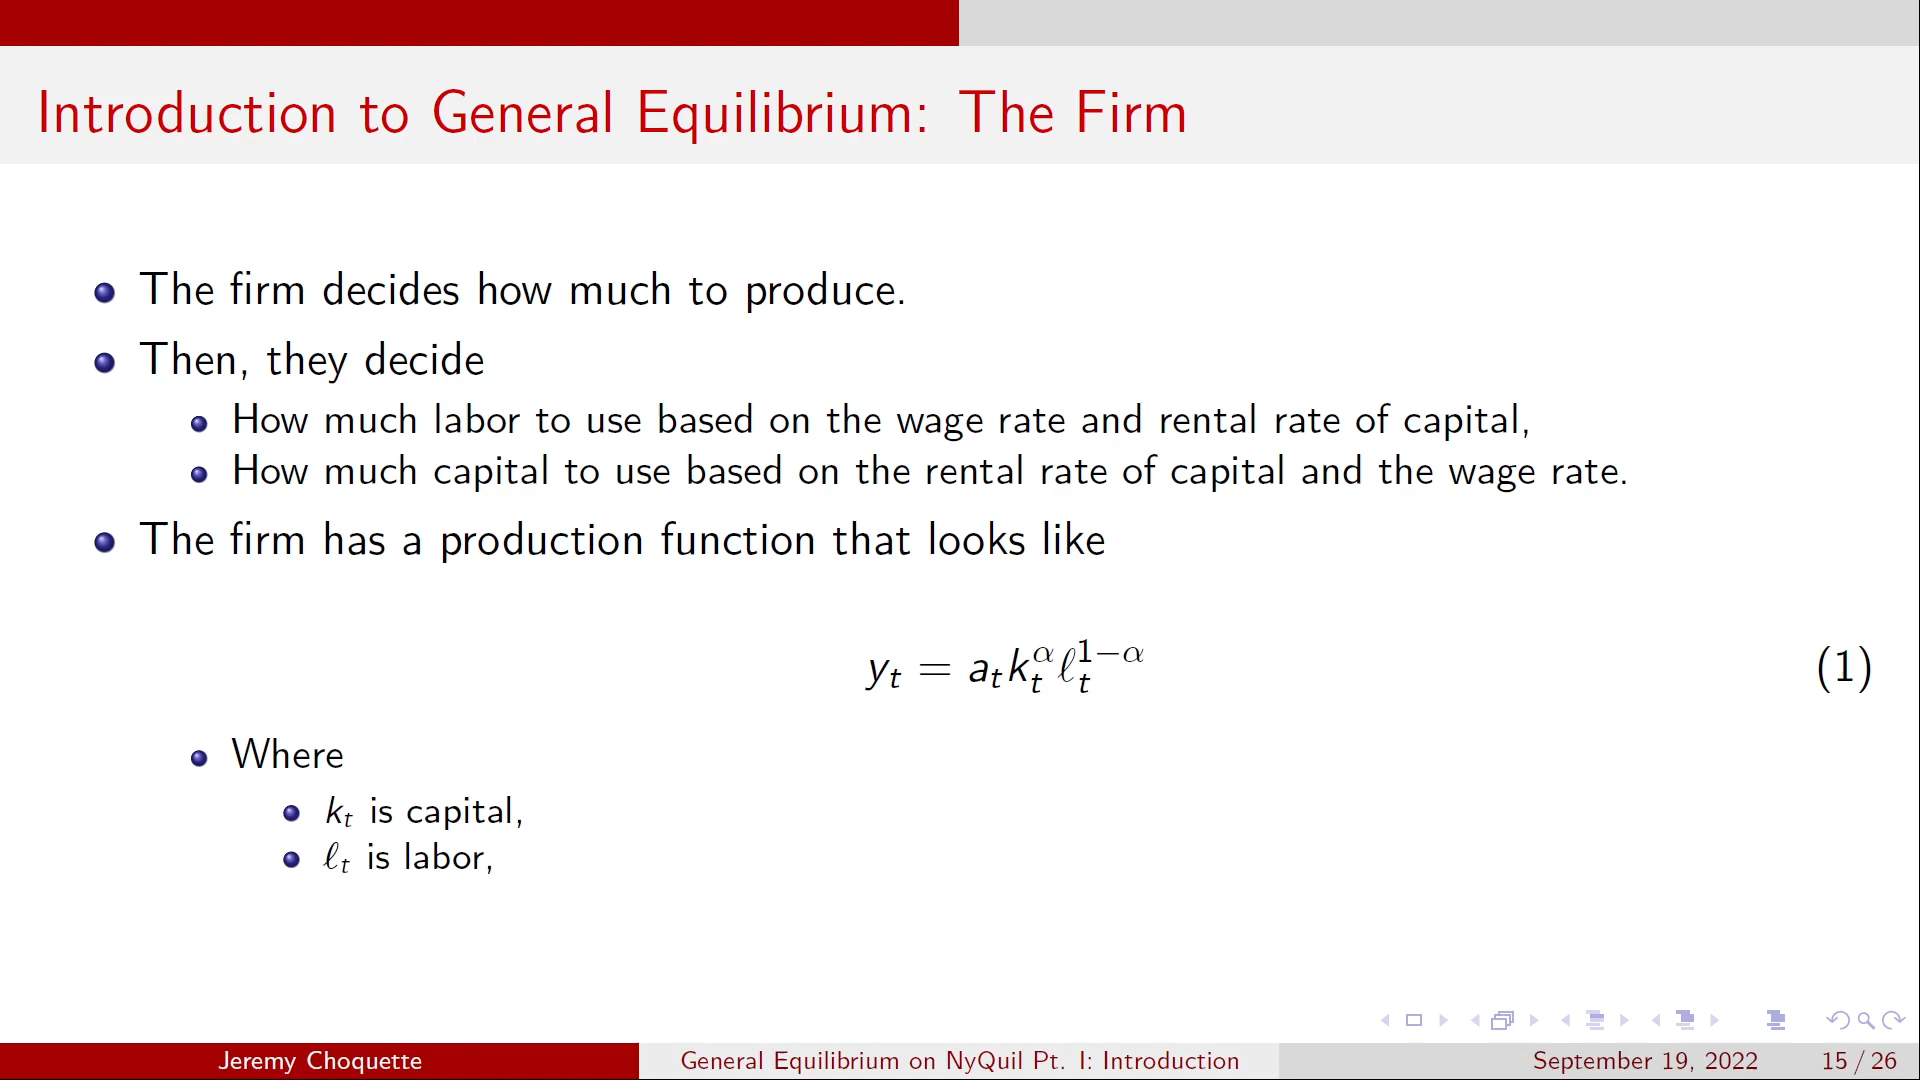 Introduction to General Equilibrium: The Firm
The firm decides how much to produce.
Then, they decide
How much labor to use based on the wage rate and rental rate of capital,
How much capital to use based on the rental rate of capital and the wage rate.
The firm has a production function that looks like
$y_t = a_t k_t^{\alpha} \ell_t^{1-\alpha}$ (1)
Where
$k_t$ is capital,
$\ell_t$ is labor,
Jeremy Choquette General Equilibrium on NyQuil Pt. I: Introduction September 19, 2022 15 / 26